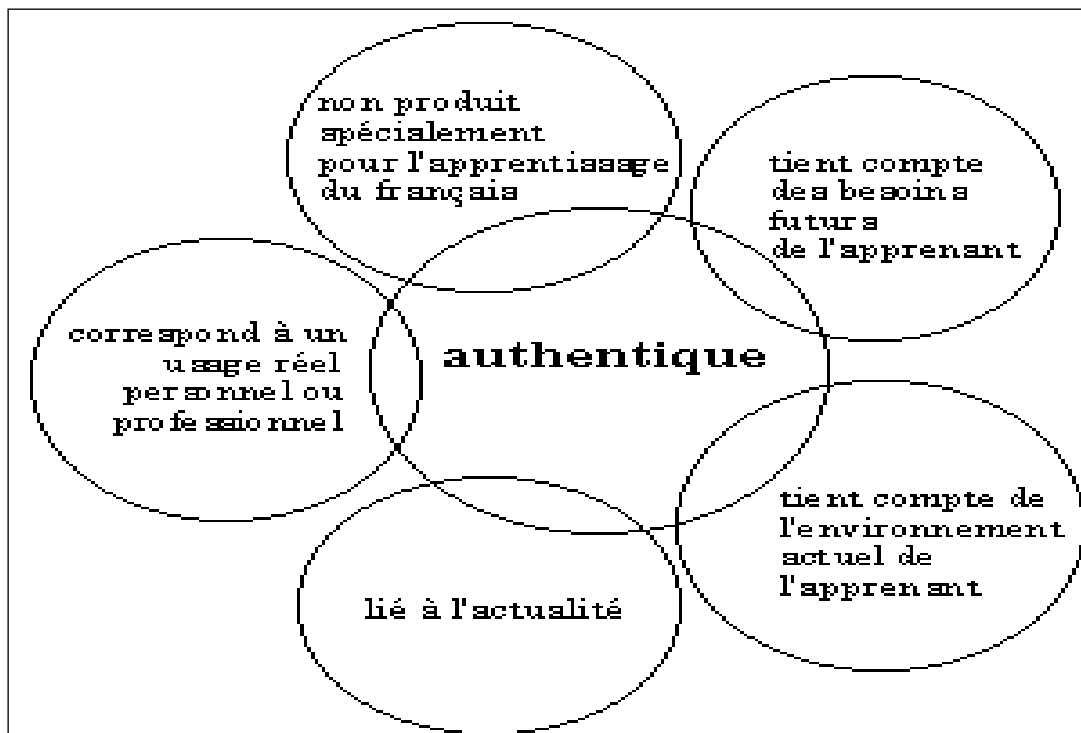 non produit
spécialement
pour l'apprentissage
du français
tient compte
des besoins
futurs
de l'apprenant
correspond à un
usage réel
personnel ou
professionnel
authentique
tient compte de
l'environnement
actuel de
l'apprenant
lié à l'actualité